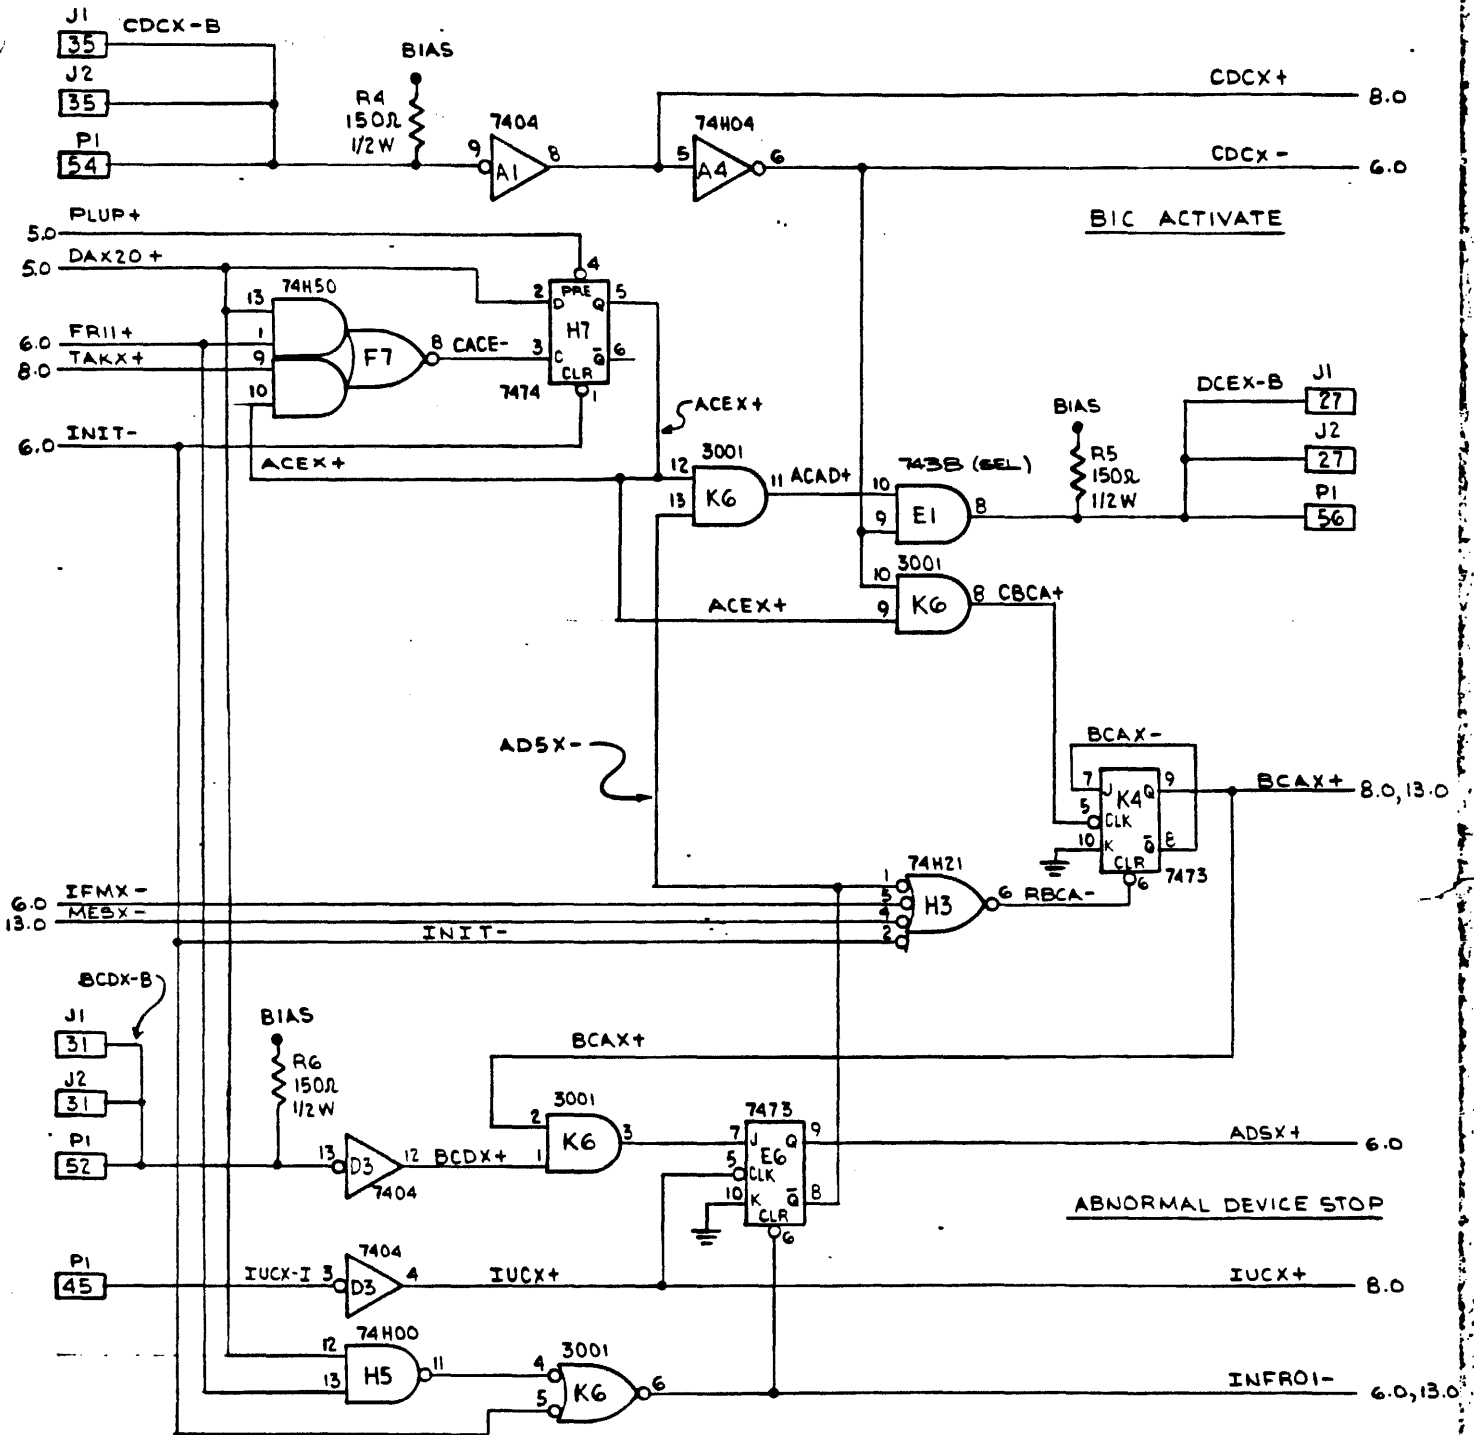 J1
35
CDCX-B
J2
35
P1
54
BIAS
R4
150Ω
1/2W
7404
9
A1
8
74H04
5
A4
6
CDCX+
8.0
CDCX-
6.0
BIC ACTIVATE
5.0
PLUP+
5.0
DAX20+
74H50
13
1
6.0
FR11+
8.0
TAKX+
9
10
F7
8
CACE-
4
PRE
2
D
Q
5
H7
3
C
Q̄
6
CLR
7474
1
6.0
INIT-
ACEX+
ACEX+
3001
12
13
K6
11
ACAD+
7438 (SEL)
10
9
E1
8
BIAS
R5
150Ω
1/2W
DCEX-B
J1
27
J2
27
P1
56
3001
10
9
K6
8
CBCA+
ACEX+
ADSX-
BCAX-
7
J
K4
Q
9
5
CLK
10
K
Q̄
8
CLR
7473
6
BCAX+
8.0,13.0
74H21
6.0
IFMX-
13.0
MESX-
INIT-
1
5
4
2
H3
6
RBCA-
BCDX-B
J1
31
J2
31
P1
52
BIAS
R6
150Ω
1/2W
13
D3
12
7404
BCDX+
BCAX+
3001
2
1
K6
3
7473
7
J
Q
9
E6
5
CLK
10
K
Q̄
8
CLR
6
ADSX+
6.0
ABNORMAL DEVICE STOP
P1
45
IUCX-I
3
7404
D3
4
IUCX+
IUCX+
8.0
74H00
12
13
H5
11
3001
4
5
K6
6
INFR01-
6.0,13.0